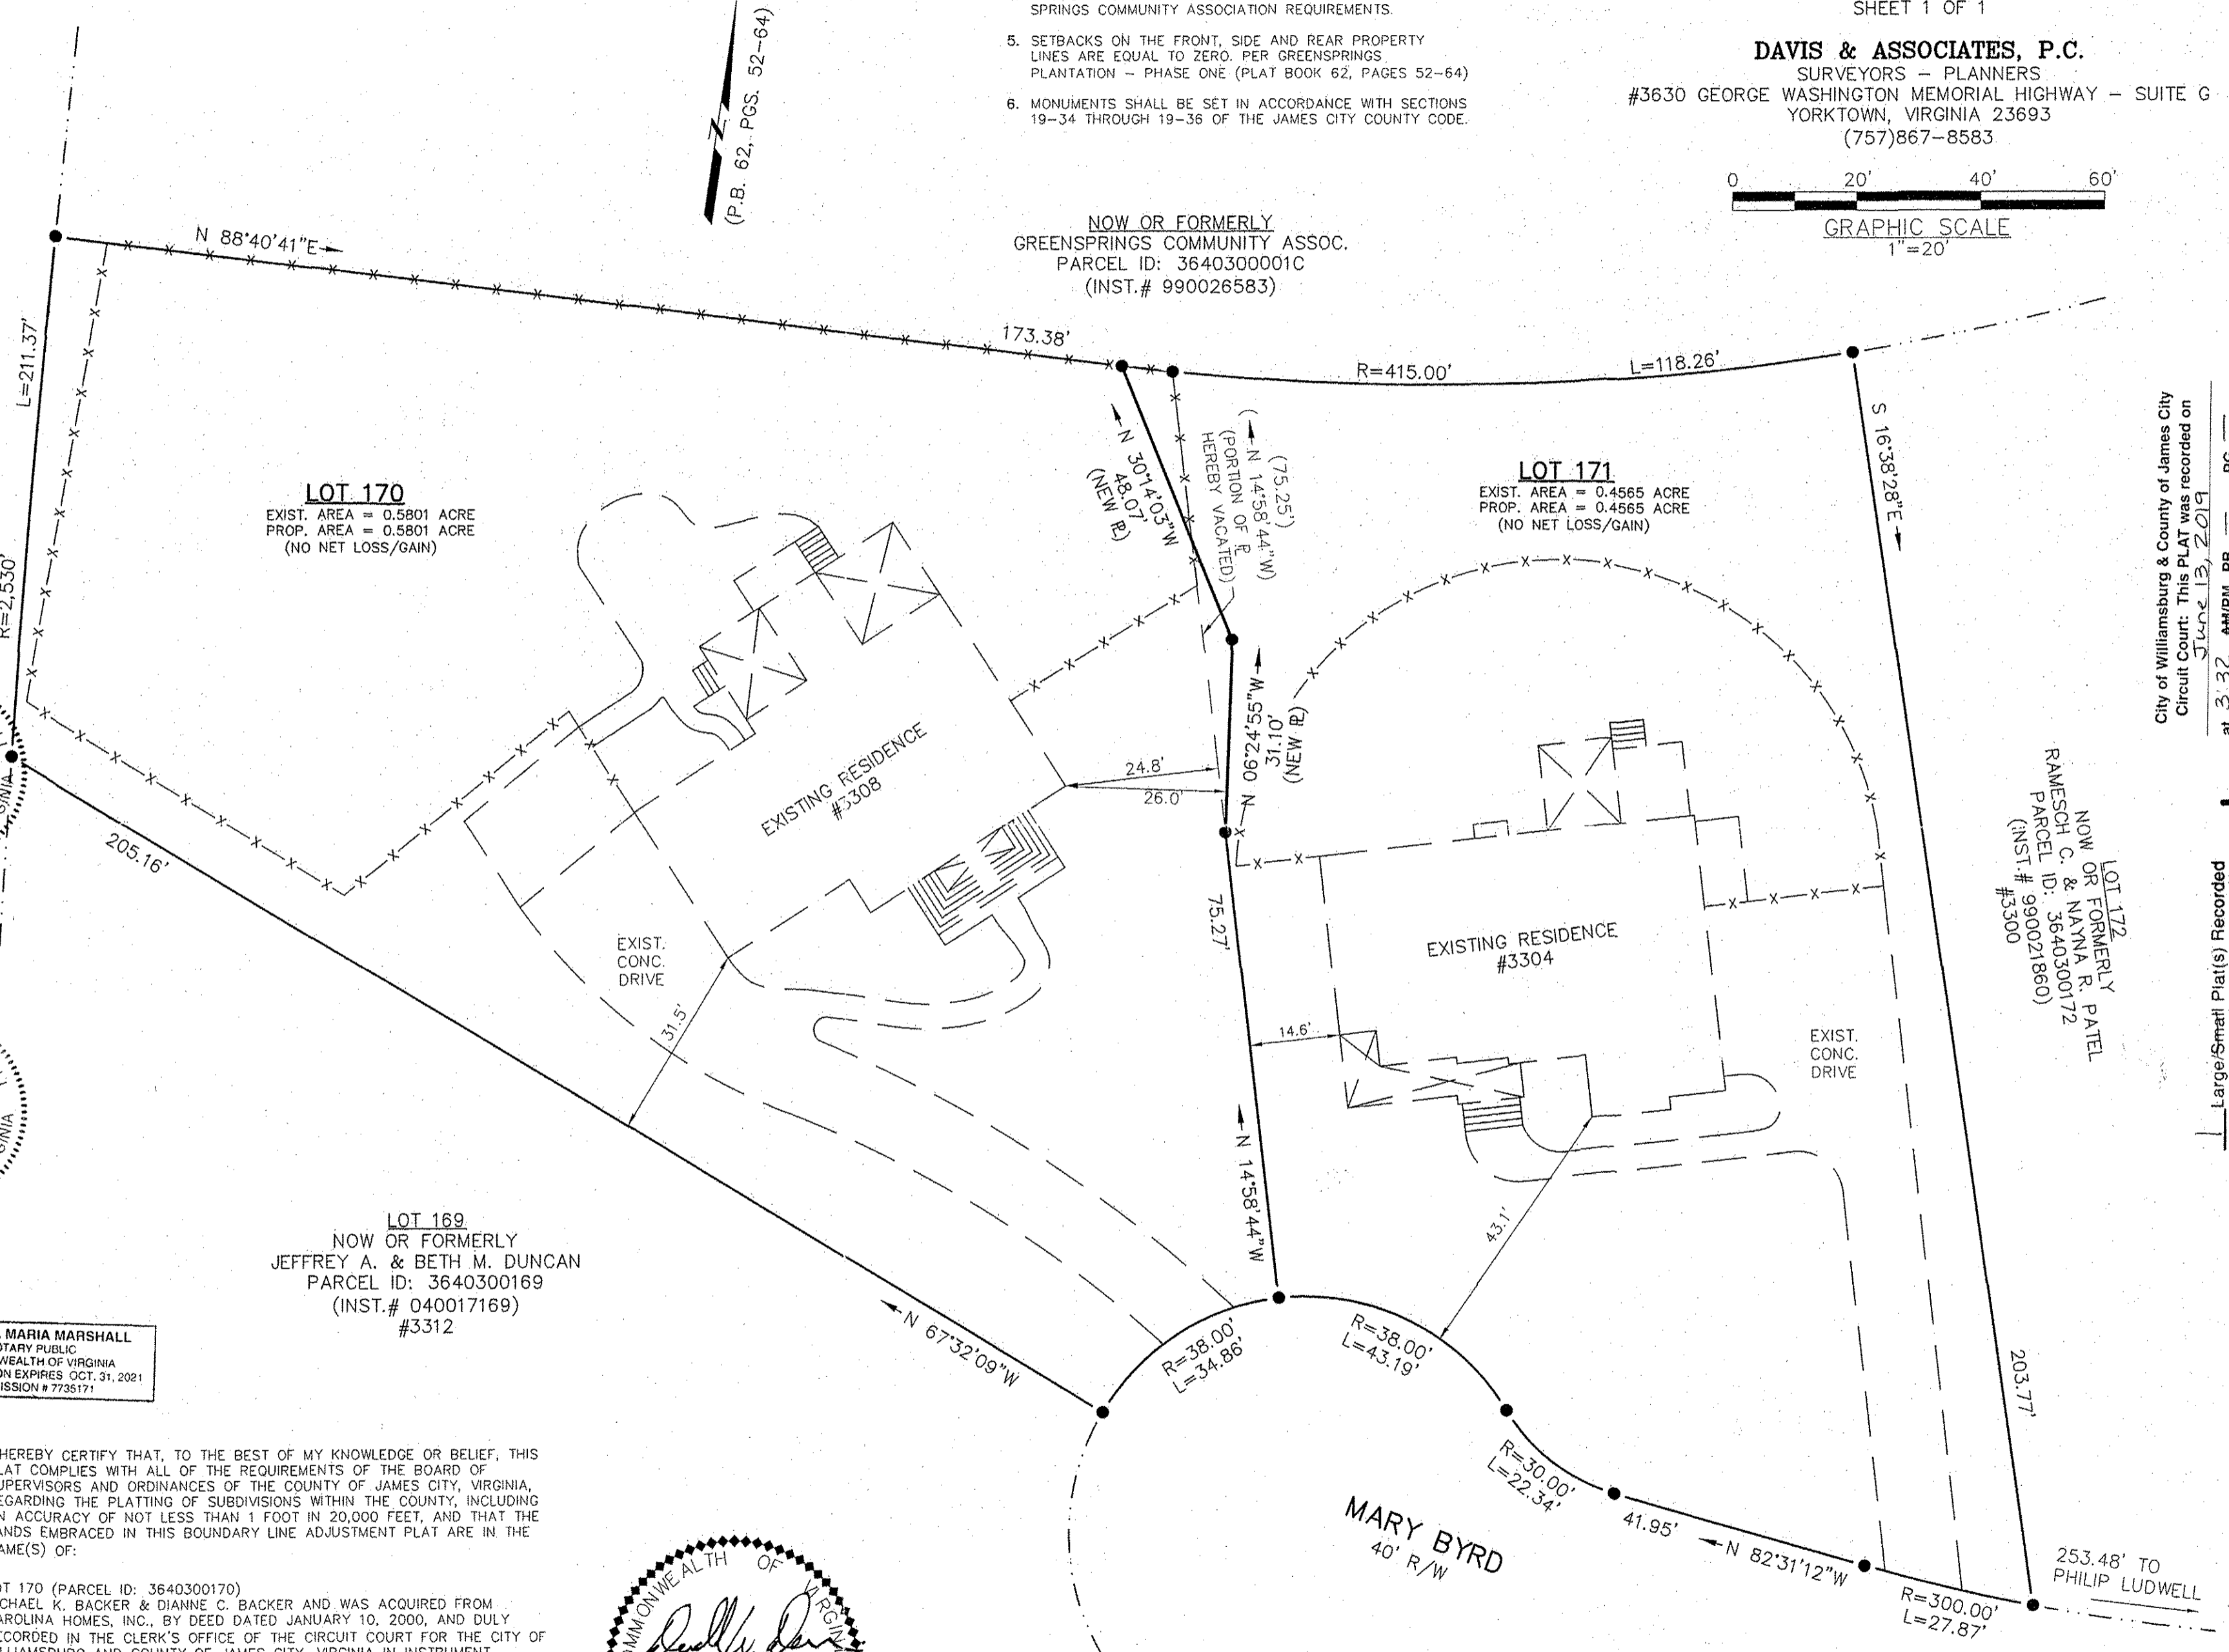 SPRINGS COMMUNITY ASSOCIATION REQUIREMENTS.
5. SETBACKS ON THE FRONT, SIDE AND REAR PROPERTY
LINES ARE EQUAL TO ZERO. PER GREENSPRINGS
PLANTATION – PHASE ONE (PLAT BOOK 62, PAGES 52–64)
6. MONUMENTS SHALL BE SET IN ACCORDANCE WITH SECTIONS
19–34 THROUGH 19–36 OF THE JAMES CITY COUNTY CODE.
SHEET 1 OF 1
DAVIS & ASSOCIATES, P.C.
SURVEYORS – PLANNERS
#3630 GEORGE WASHINGTON MEMORIAL HIGHWAY – SUITE G
YORKTOWN, VIRGINIA 23693
(757)867-8583
0 20' 40' 60'
GRAPHIC SCALE
1"=20'
N
(P.B. 62, PGS. 52-64)
NOW OR FORMERLY
GREENSPRINGS COMMUNITY ASSOC.
PARCEL ID: 3640300001C
(INST.# 990026583)
N 88°40'41"E
173.38'
R=415.00'
L=118.26'
L=211.37'
R=2,530'
LOT 170
EXIST. AREA = 0.5801 ACRE
PROP. AREA = 0.5801 ACRE
(NO NET LOSS/GAIN)
N 30°14'03"W
48.07'
(NEW PL)
(75.25')
(N 14°58'44"W)
(PORTION OF PL
HEREBY VACATED)
LOT 171
EXIST. AREA = 0.4565 ACRE
PROP. AREA = 0.4565 ACRE
(NO NET LOSS/GAIN)
S 16°38'28"E
City of Williamsburg & County of James City
Circuit Court: This PLAT was recorded on
June 13, 2019
at 3:32 AM/PM. PB — PG —
Large/Small Plat(s) Recorded
N 06°24'55"W
31.10'
(NEW PL)
24.8'
26.0'
EXISTING RESIDENCE
#3308
205.16'
75.27'
EXISTING RESIDENCE
#3304
LOT 172
NOW OR FORMERLY
RAMESCH C. & NAYNA R. PATEL
PARCEL ID: 3640300172
(INST.# 990021860)
#3300
EXIST.
CONC.
DRIVE
31.5'
14.6'
EXIST.
CONC.
DRIVE
N 14°58'44"W
43.1'
LOT 169
NOW OR FORMERLY
JEFFREY A. & BETH M. DUNCAN
PARCEL ID: 3640300169
(INST.# 040017169)
#3312
N 67°32'09"W
R=38.00'
L=34.86'
R=38.00'
L=43.19'
203.77'
MARIA MARSHALL
OTARY PUBLIC
WEALTH OF VIRGINIA
ON EXPIRES OCT. 31, 2021
ISSION # 7735171
R=30.00'
L=22.34'
41.95'
N 82°31'12"W
MARY BYRD
40' R/W
R=300.00'
L=27.87'
253.48' TO
PHILIP LUDWELL
HEREBY CERTIFY THAT, TO THE BEST OF MY KNOWLEDGE OR BELIEF, THIS
LAT COMPLIES WITH ALL OF THE REQUIREMENTS OF THE BOARD OF
UPERVISORS AND ORDINANCES OF THE COUNTY OF JAMES CITY, VIRGINIA,
EGARDING THE PLATTING OF SUBDIVISIONS WITHIN THE COUNTY, INCLUDING
N ACCURACY OF NOT LESS THAN 1 FOOT IN 20,000 FEET, AND THAT THE
ANDS EMBRACED IN THIS BOUNDARY LINE ADJUSTMENT PLAT ARE IN THE
AME(S) OF:
OT 170 (PARCEL ID: 3640300170)
CHAEL K. BACKER & DIANNE C. BACKER AND WAS ACQUIRED FROM
AROLINA HOMES, INC., BY DEED DATED JANUARY 10, 2000, AND DULY
ECORDED IN THE CLERK'S OFFICE OF THE CIRCUIT COURT FOR THE CITY OF
LLIAMSBURG AND COUNTY OF JAMES CITY, VIRGINIA IN INSTRUMENT
MMONWEALTH OF VIRGIN